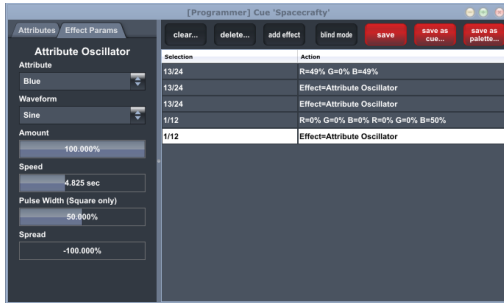 [Programmer] Cue 'Spacecrafty'
Attributes Effect Params
Attribute Oscillator
Attribute
Blue
Waveform
Sine
Amount
100.000%
Speed
4.825 sec
Pulse Width (Square only)
50.000%
Spread
-100.000%
clear... delete... add effect blind mode save save as cue... save as palette...
Selection Action
13/24 R=49% G=0% B=49%
13/24 Effect=Attribute Oscillator
13/24 Effect=Attribute Oscillator
1/12 R=0% G=0% B=0% R=0% G=0% B=50%
1/12 Effect=Attribute Oscillator